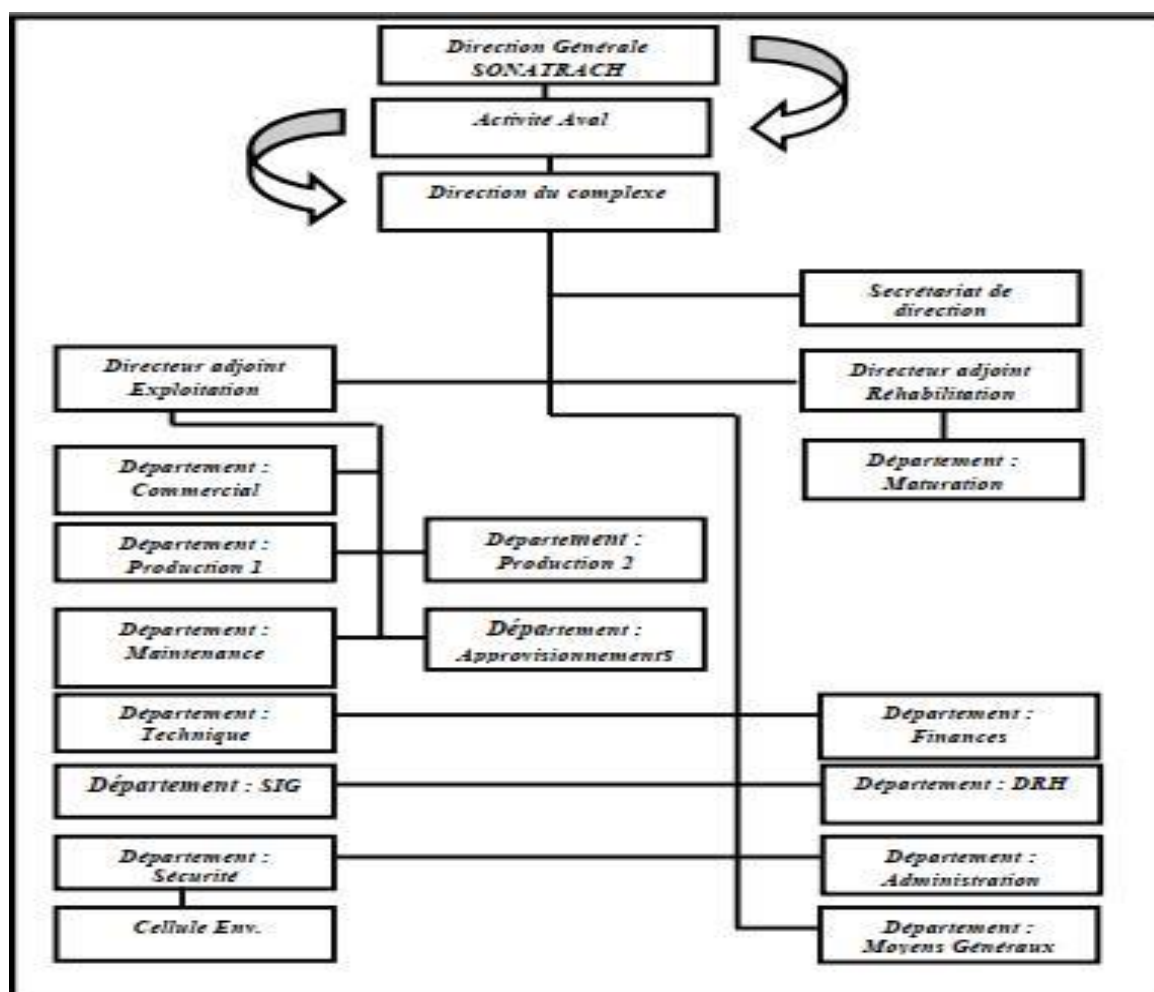 Direction Générale
SONATRACH
Activité Aval
Direction du complexe
Secrétariat de
direction
Directeur adjoint
Exploitation
Directeur adjoint
Réhabilitation
Département :
Commercial
Département :
Maturation
Département :
Production 1
Département :
Production 2
Département :
Maintenance
Département :
Approvisionnements
Département :
Technique
Département :
Finances
Département : SIG
Département : DRH
Département :
Sécurité
Département :
Administration
Cellule Env.
Département :
Moyens Généraux